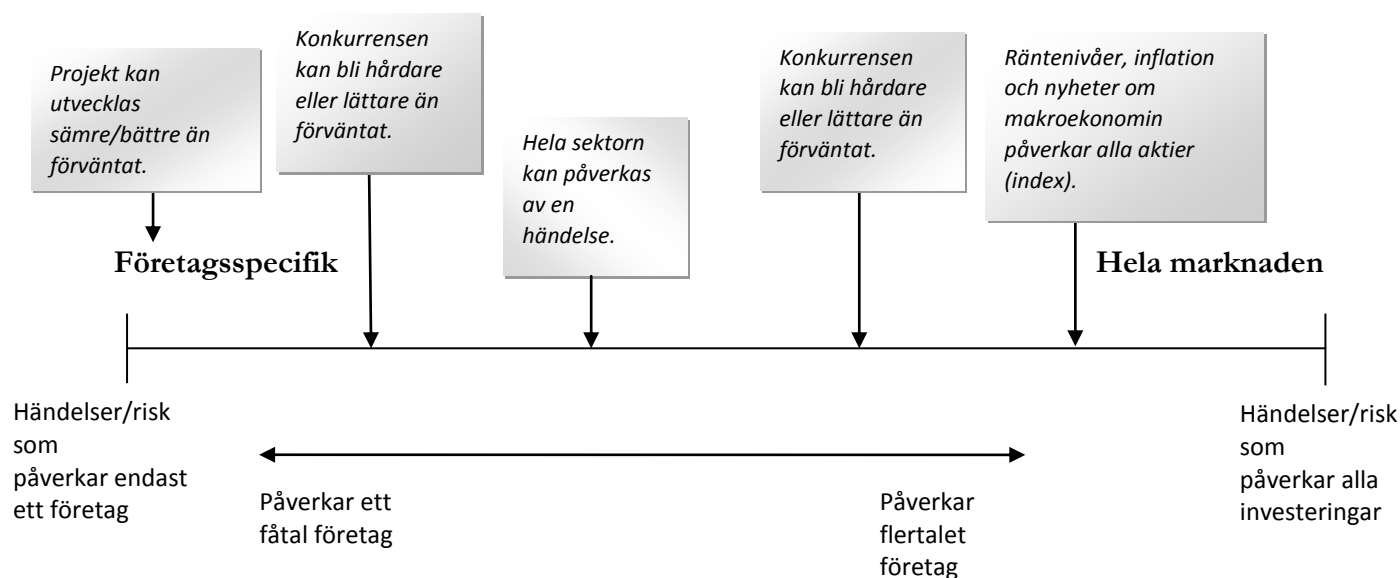 Projekt kan
utvecklas
sämre/bättre än
förväntat.
Konkurrensen
kan bli hårdare
eller lättare än
förväntat.
Hela sektorn
kan påverkas
av en
händelse.
Konkurrensen
kan bli hårdare
eller lättare än
förväntat.
Räntenivåer, inflation
och nyheter om
makroekonomin
påverkar alla aktier
(index).
Företagsspecifik
Hela marknaden
Händelser/risk
som
påverkar endast
ett företag
Påverkar ett
fåtal företag
Påverkar
flertalet
företag
Händelser/risk
som
påverkar alla
investeringar